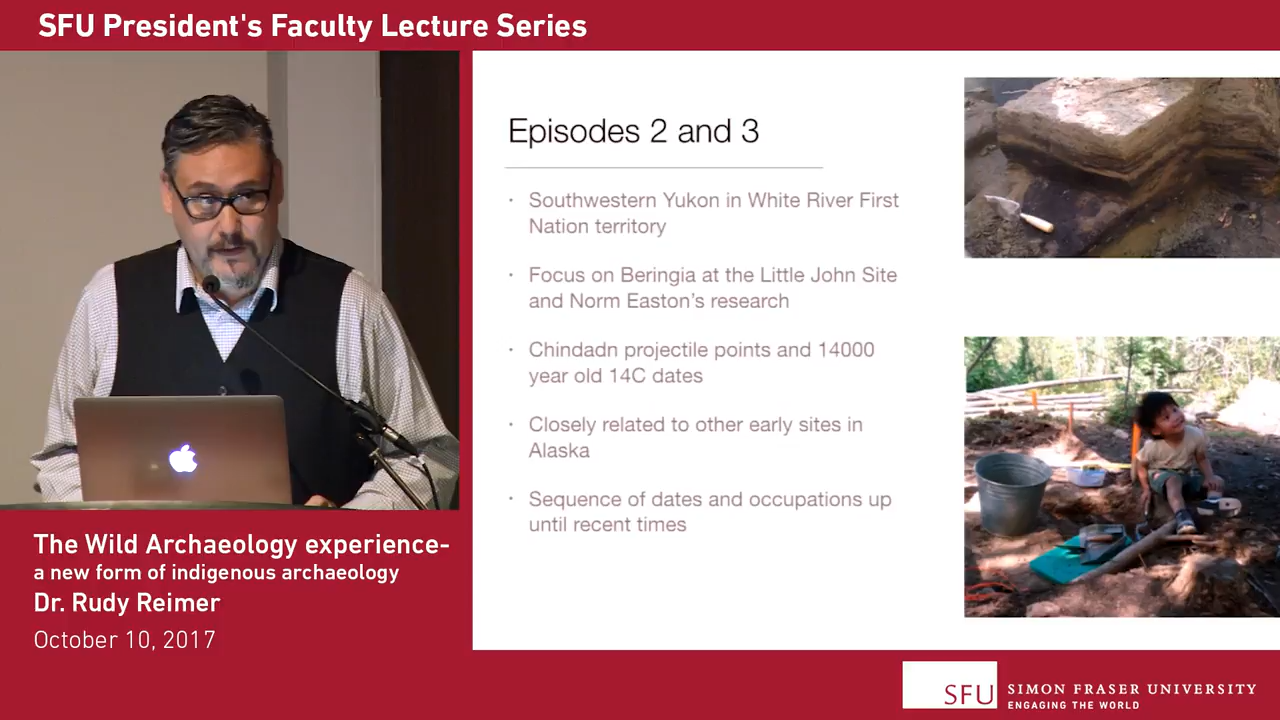 SFU President's Faculty Lecture Series
Episodes 2 and 3
· Southwestern Yukon in White River First
Nation territory
· Focus on Beringia at the Little John Site
and Norm Easton's research
· Chindadn projectile points and 14000
year old 14C dates
· Closely related to other early sites in
Alaska
· Sequence of dates and occupations up
until recent times
The Wild Archaeology experience-
a new form of indigenous archaeology
Dr. Rudy Reimer
October 10, 2017
SFU
SIMON FRASER UNIVERSITY
ENGAGING THE WORLD